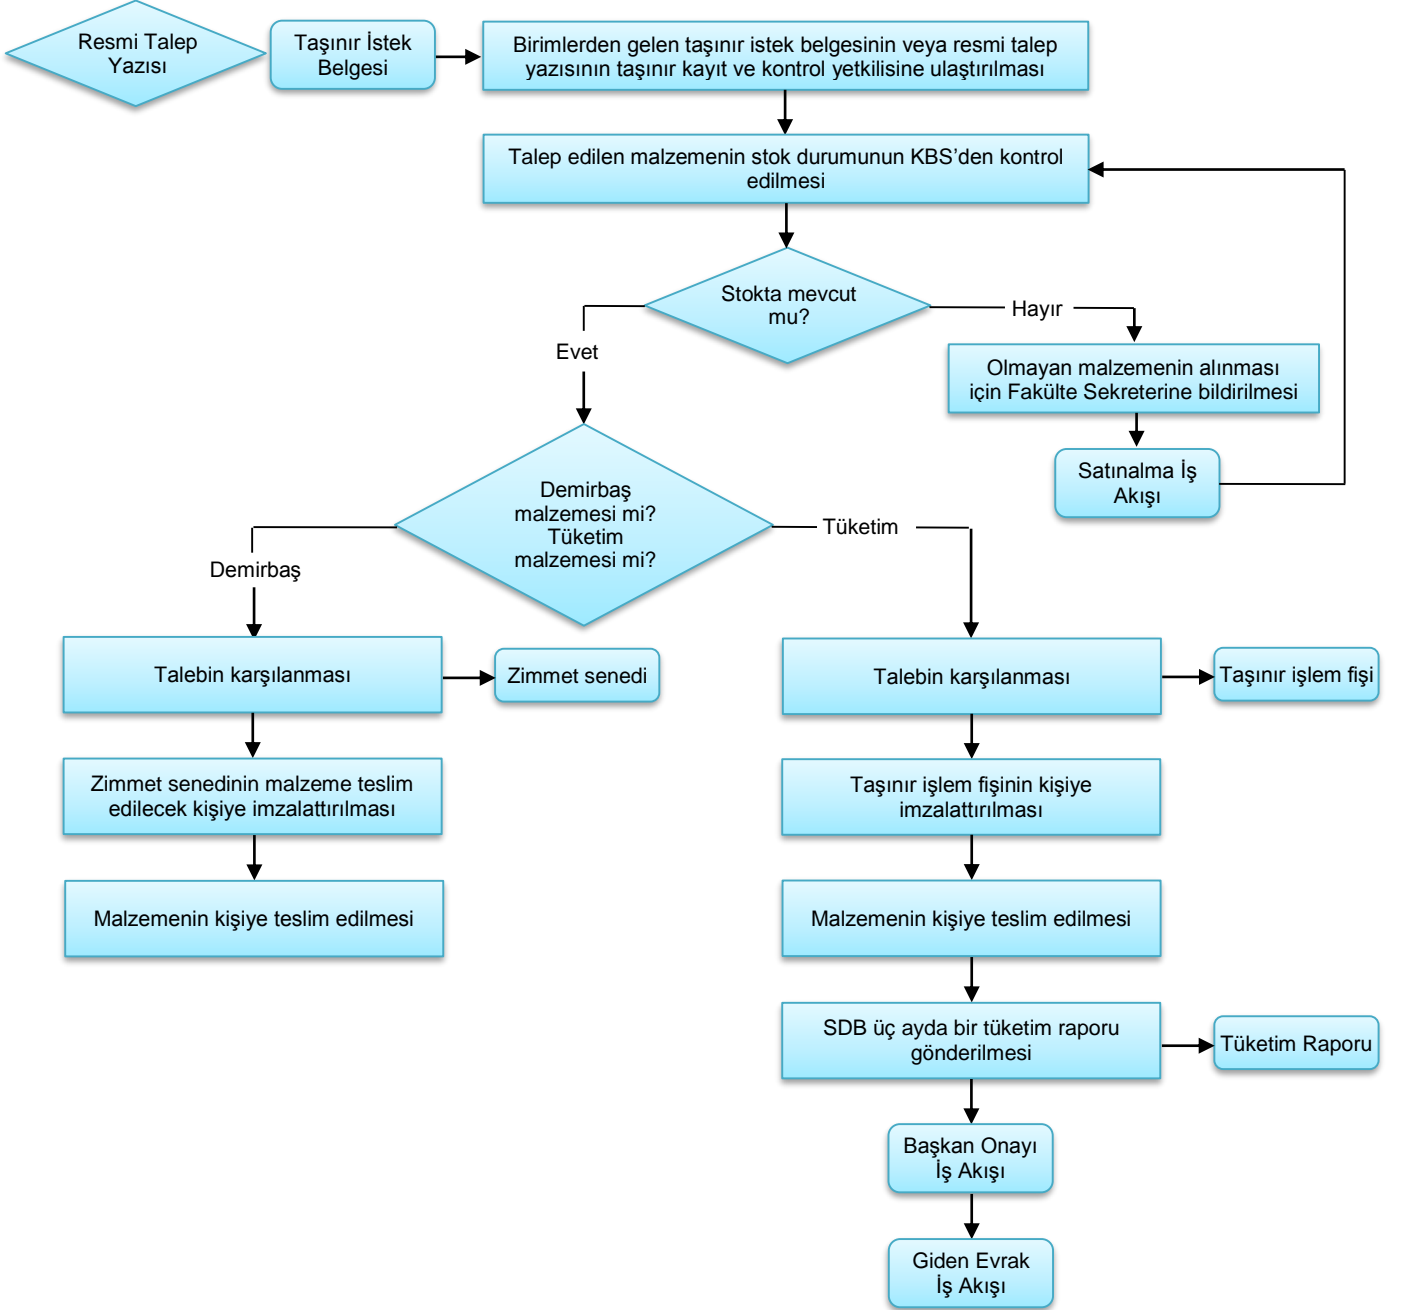 Resmi Talep
Yazısı
Taşınır İstek
Belgesi
Birimlerden gelen taşınır istek belgesinin veya resmi talep
yazısının taşınır kayıt ve kontrol yetkilisine ulaştırılması
Talep edilen malzemenin stok durumunun KBS’den kontrol
edilmesi
Stokta mevcut
mu?
Hayır
Evet
Olmayan malzemenin alınması
için Fakülte Sekreterine bildirilmesi
Satınalma İş
Akışı
Demirbaş
malzemesi mi?
Tüketim
malzemesi mi?
Tüketim
Demirbaş
Talebin karşılanması
Zimmet senedi
Talebin karşılanması
Taşınır işlem fişi
Zimmet senedinin malzeme teslim
edilecek kişiye imzalattırılması
Taşınır işlem fişinin kişiye
imzalattırılması
Malzemenin kişiye teslim edilmesi
Malzemenin kişiye teslim edilmesi
SDB üç ayda bir tüketim raporu
gönderilmesi
Tüketim Raporu
Başkan Onayı
İş Akışı
Giden Evrak
İş Akışı